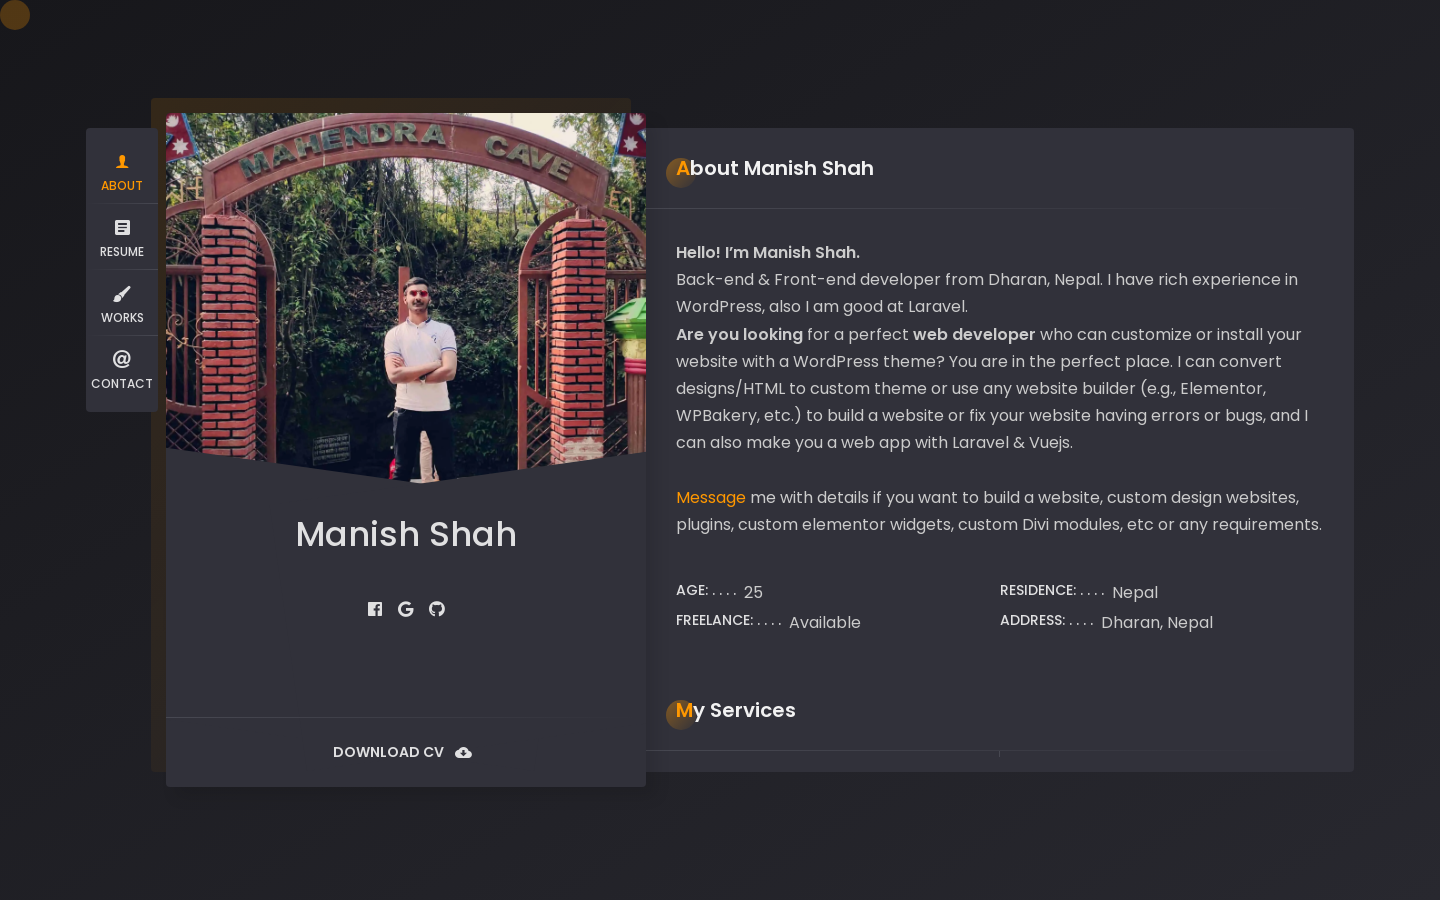 MAHENDRA CAVE
ABOUT
RESUME
WORKS
CONTACT
Manish Shah
DOWNLOAD CV
About Manish Shah
Hello! I’m Manish Shah.
Back-end & Front-end developer from Dharan, Nepal. I have rich experience in
WordPress, also I am good at Laravel.
Are you looking for a perfect web developer who can customize or install your
website with a WordPress theme? You are in the perfect place. I can convert
designs/HTML to custom theme or use any website builder (e.g., Elementor,
WPBakery, etc.) to build a website or fix your website having errors or bugs, and I
can also make you a web app with Laravel & Vuejs.
Message me with details if you want to build a website, custom design websites,
plugins, custom elementor widgets, custom Divi modules, etc or any requirements.
AGE: . . . . 25
RESIDENCE: . . . . Nepal
FREELANCE: . . . . Available
ADDRESS: . . . . Dharan, Nepal
My Services